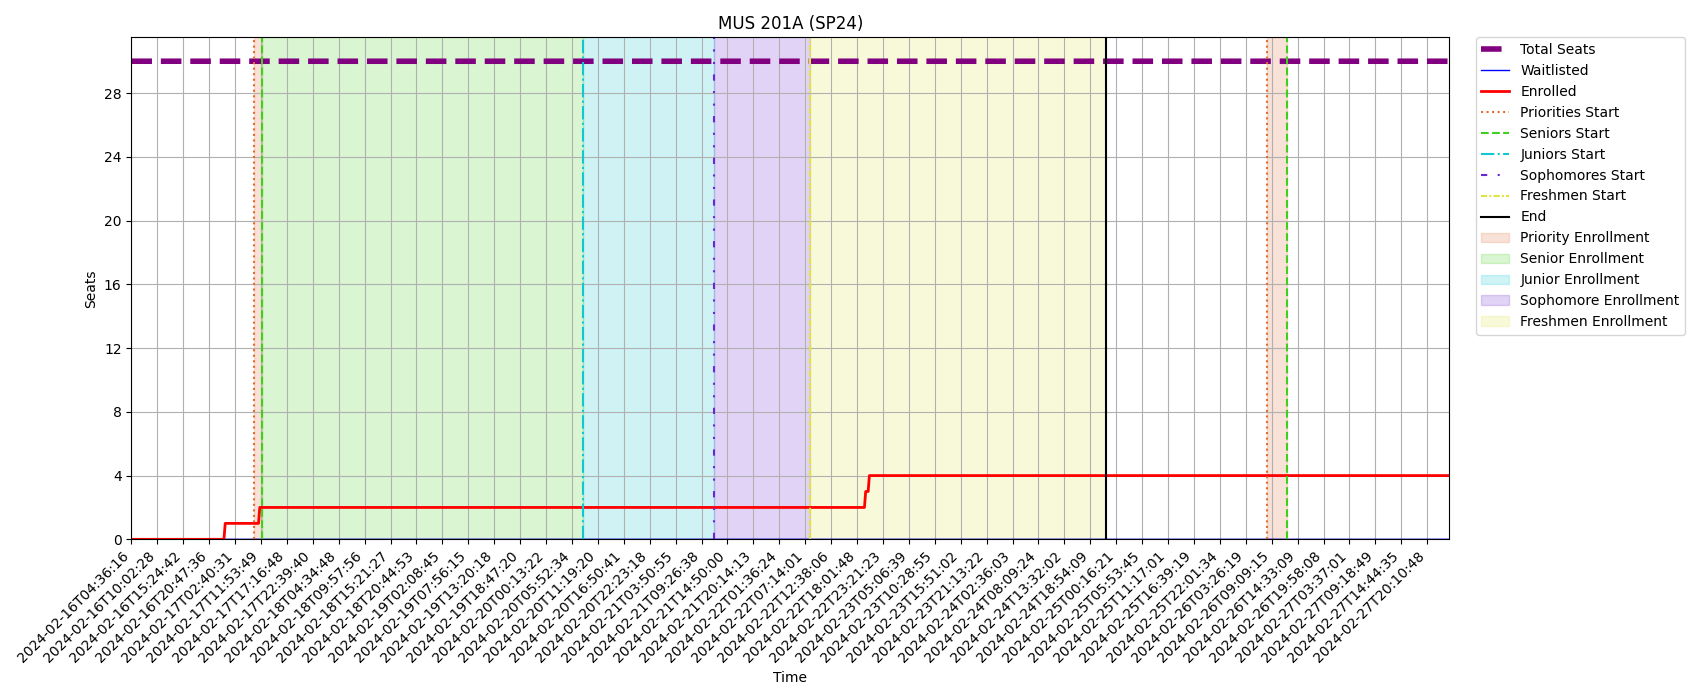 MUS 201A (SP24)
Seats
28
24
20
16
12
8
4
0
2024-02-16T04:36:16
2024-02-16T10:02:28
2024-02-16T15:24:42
2024-02-16T20:47:36
2024-02-17T02:40:31
2024-02-17T11:53:49
2024-02-17T17:16:48
2024-02-17T22:39:40
2024-02-18T04:34:48
2024-02-18T09:57:56
2024-02-18T15:21:27
2024-02-18T20:44:53
2024-02-19T02:08:45
2024-02-19T07:56:15
2024-02-19T13:20:18
2024-02-19T18:47:20
2024-02-20T00:13:22
2024-02-20T05:52:34
2024-02-20T11:19:20
2024-02-20T16:50:41
2024-02-20T22:23:18
2024-02-21T03:50:55
2024-02-21T09:26:38
2024-02-21T14:50:00
2024-02-21T20:14:13
2024-02-22T01:36:24
2024-02-22T07:14:01
2024-02-22T12:38:06
2024-02-22T18:01:48
2024-02-22T23:21:23
2024-02-23T05:06:39
2024-02-23T10:28:55
2024-02-23T15:51:02
2024-02-23T21:13:22
2024-02-24T02:36:03
2024-02-24T08:09:24
2024-02-24T13:32:02
2024-02-24T18:54:09
2024-02-25T00:16:21
2024-02-25T05:53:45
2024-02-25T11:17:01
2024-02-25T16:39:19
2024-02-25T22:01:34
2024-02-26T03:26:19
2024-02-26T09:09:15
2024-02-26T14:33:09
2024-02-26T19:58:08
2024-02-27T03:37:01
2024-02-27T09:18:49
2024-02-27T14:44:35
2024-02-27T20:10:48
Time
Total Seats
Waitlisted
Enrolled
Priorities Start
Seniors Start
Juniors Start
Sophomores Start
Freshmen Start
End
Priority Enrollment
Senior Enrollment
Junior Enrollment
Sophomore Enrollment
Freshmen Enrollment